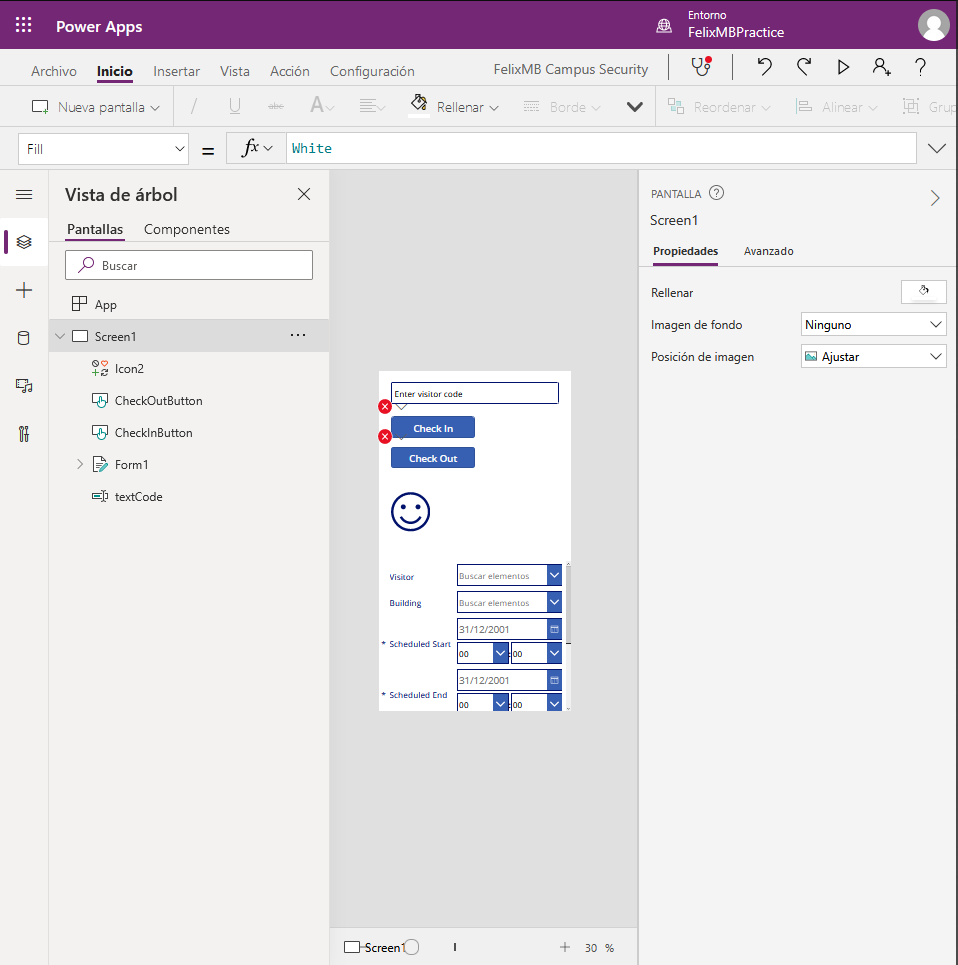 Power Apps
Entorno
FelixMBPractice
Archivo Inicio Insertar Vista Acción Configuración FelixMB Campus Security
Nueva pantalla / U abc A Rellenar Borde Reordenar Alinear Grup
Fill = fx White
Vista de árbol
Pantallas Componentes
Buscar
App
Screen1 ...
Icon2
CheckOutButton
CheckInButton
Form1
textCode
Enter visitor code
Check In
Check Out
Visitor Buscar elementos
Building Buscar elementos
31/12/2001
* Scheduled Start
00 : 00
31/12/2001
* Scheduled End
00 : 00
Screen1 + 30 %
PANTALLA ?
Screen1
Propiedades Avanzado
Rellenar
Imagen de fondo Ninguno
Posición de imagen Ajustar